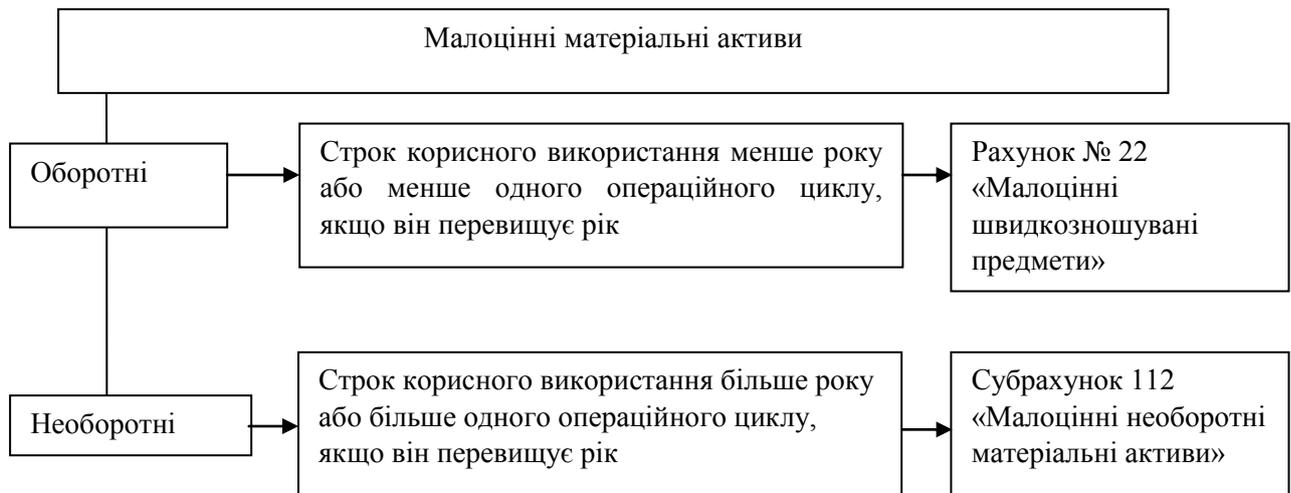 Малоцінні матеріальні активи
Оборотні
Строк корисного використання менше року
або менше одного операційного циклу,
якщо він перевищує рік
Рахунок № 22
«Малоцінні
швидкозношувані
предмети»
Необоротні
Строк корисного використання більше року
або більше одного операційного циклу,
якщо він перевищує рік
Субрахунок 112
«Малоцінні необоротні
матеріальні активи»